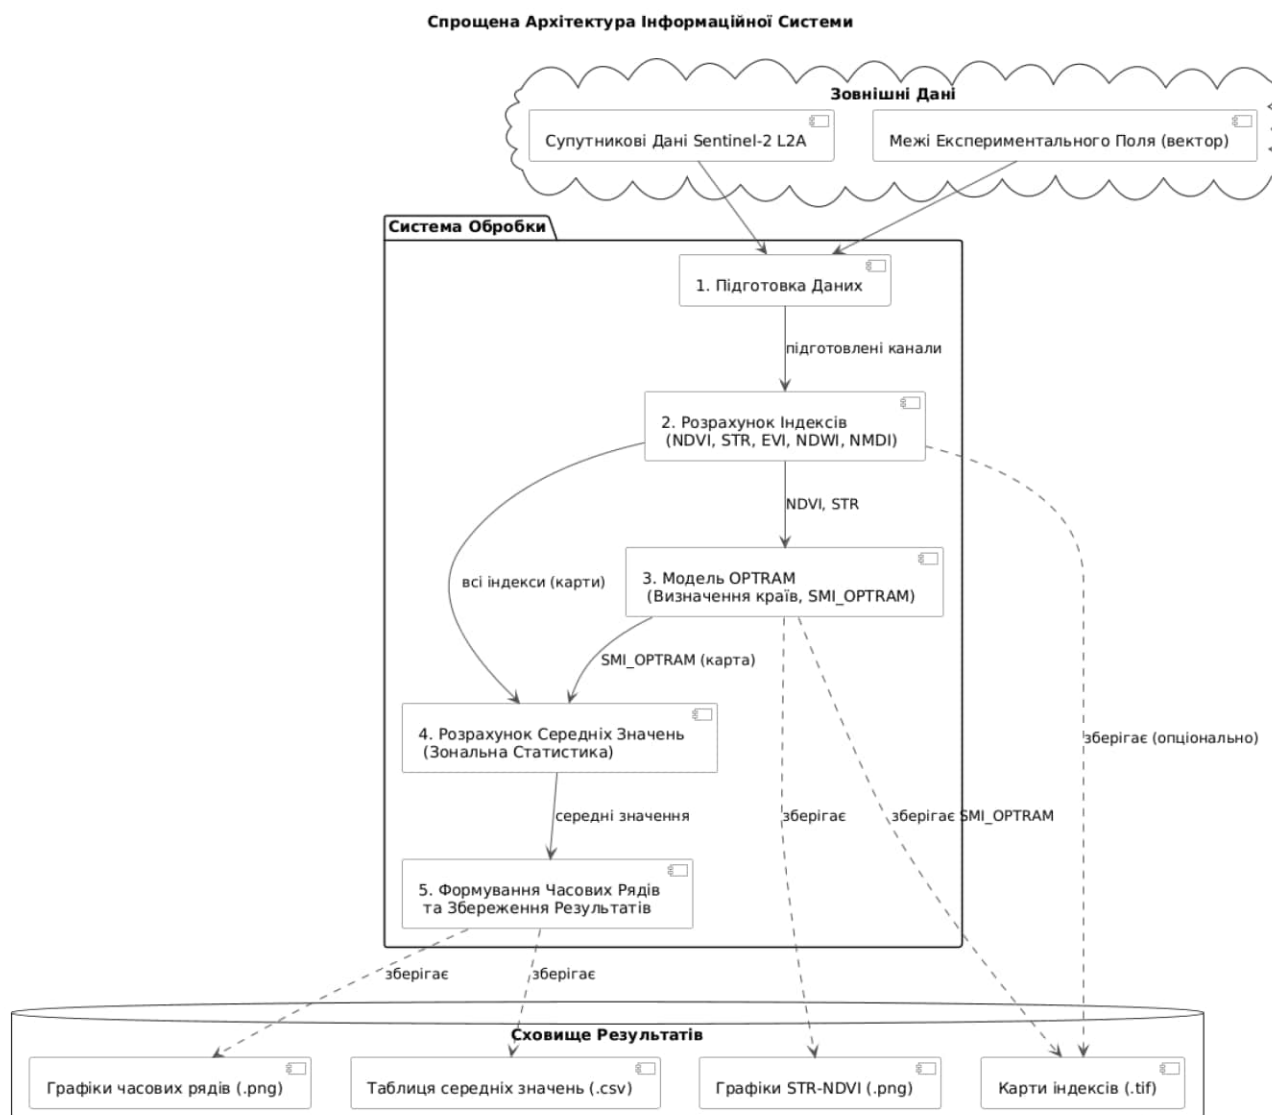 Спрощена Архітектура Інформаційної Системи
Зовнішні Дані
Супутникові Дані Sentinel-2 L2A
Межі Експериментального Поля (вектор)
Система Обробки
1. Підготовка Даних
підготовлені канали
2. Розрахунок Індексів
(NDVI, STR, EVI, NDWI, NMDI)
NDVI, STR
3. Модель OPTRAM
(Визначення країв, SMI_OPTRAM)
всі індекси (карти)
SMI_OPTRAM (карта)
4. Розрахунок Середніх Значень
(Зональна Статистика)
зберігає (опціонально)
середні значення
зберігає
зберігає SMI_OPTRAM
5. Формування Часових Рядів
та Збереження Результатів
зберігає
зберігає
Сховище Результатів
Графіки часових рядів (.png)
Таблиця середніх значень (.csv)
Графіки STR-NDVI (.png)
Карти індексів (.tif)